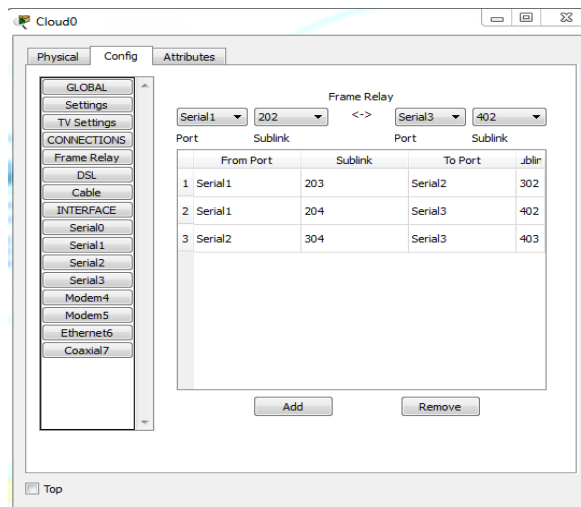 Cloud0
Physical Config Attributes
GLOBAL
Settings
TV Settings
CONNECTIONS
Frame Relay
DSL
Cable
INTERFACE
Serial0
Serial1
Serial2
Serial3
Modem4
Modem5
Ethernet6
Coaxial7
Frame Relay
Serial1 202 <-> Serial3 402
Port Sublink Port Sublink
From Port Sublink To Port ublin
1 Serial1 203 Serial2 302
2 Serial1 204 Serial3 402
3 Serial2 304 Serial3 403
Add Remove
Top